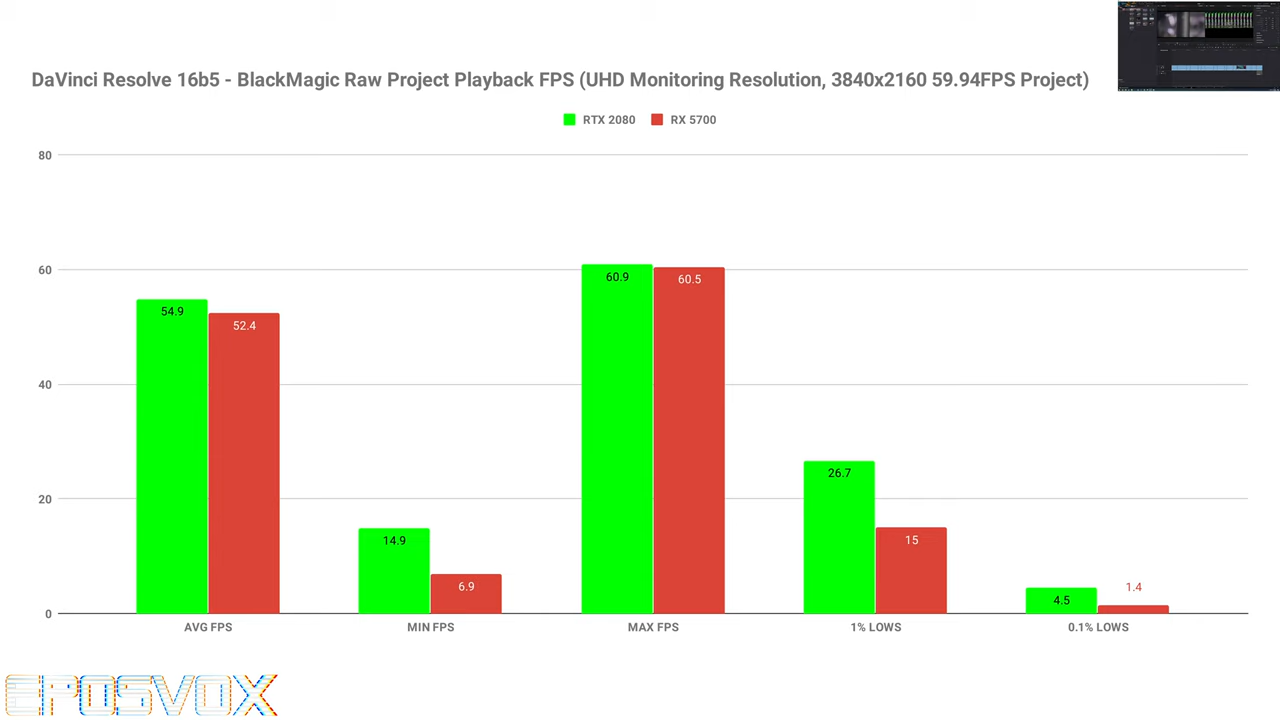 DaVinci Resolve 16b5 - BlackMagic Raw Project Playback FPS (UHD Monitoring Resolution, 3840x2160 59.94FPS Project)
RTX 2080 RX 5700
80
60
40
20
0
54.9 52.4
14.9 6.9
60.9 60.5
26.7 15
4.5 1.4
AVG FPS MIN FPS MAX FPS 1% LOWS 0.1% LOWS
EPOSVOX